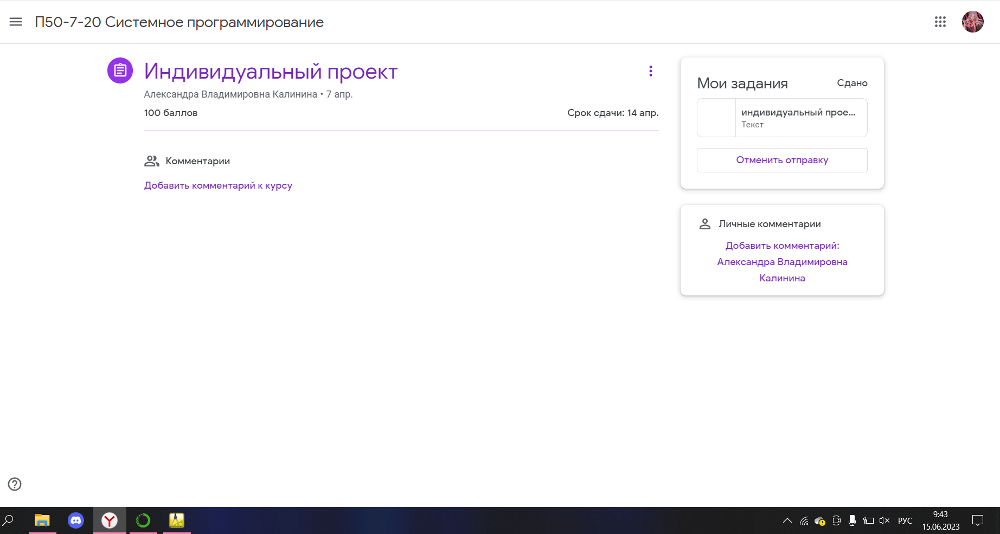 П50-7-20 Системное программирование
Индивидуальный проект
Александра Владимировна Калинина • 7 апр.
100 баллов
Срок сдачи: 14 апр.
Комментарии
Добавить комментарий к курсу
Мои задания
Сдано
индивидуальный прое...
Текст
Отменить отправку
Личные комментарии
Добавить комментарий:
Александра Владимировна
Калинина
РУС
9:43
15.06.2023